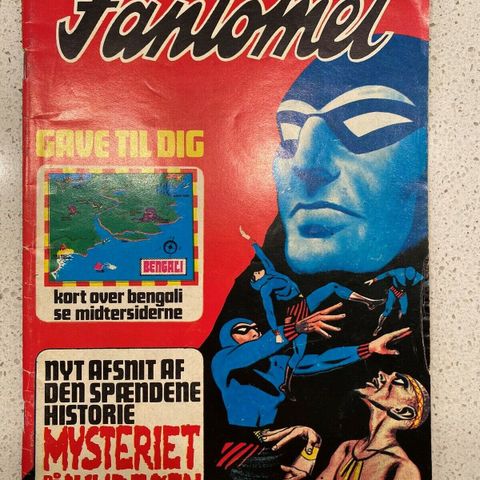 Fantomet
GAVE TIL DIG
BENGALI
kort over bengali
se midtersiderne
NYT AFSNIT AF
DEN SPÆNDENE
HISTORIE
MYSTERIET